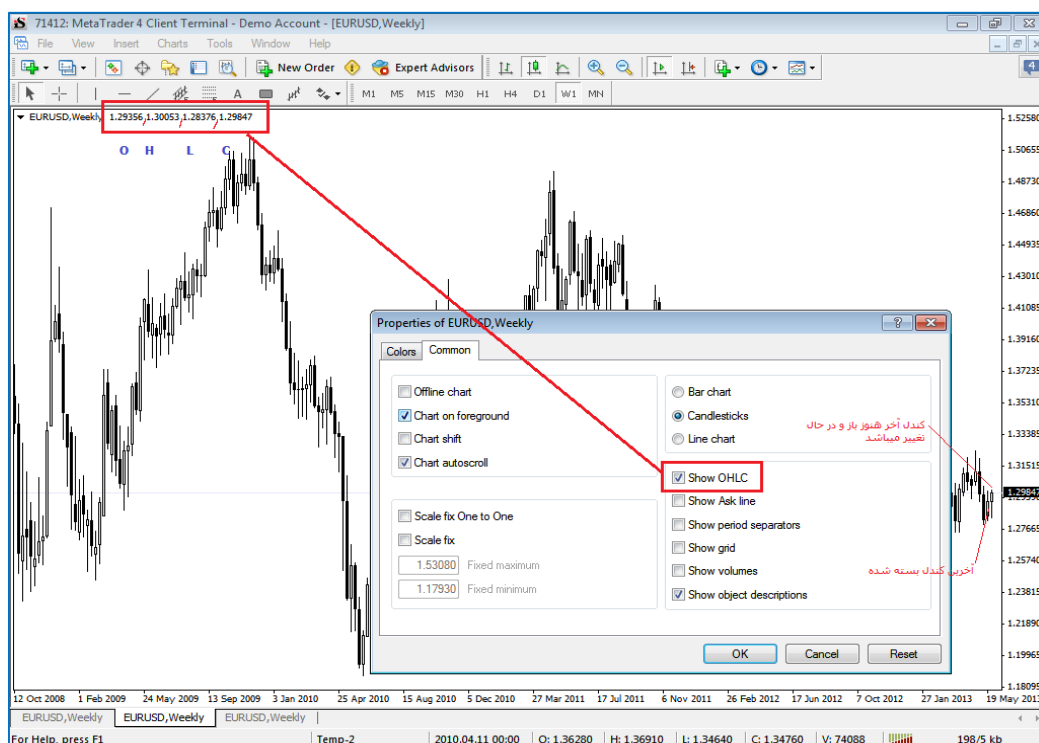 71412: MetaTrader 4 Client Terminal - Demo Account - [EURUSD,Weekly]
File View Insert Charts Tools Window Help
New Order Expert Advisors 4
A M1 M5 M15 M30 H1 H4 D1 W1 MN
EURUSD,Weekly 1.29356 1.30053 1.28376 1.29847
O H L C
1.52580
1.50655
1.48730
1.46860
1.44935
1.43010
1.41085
1.39160
1.37235
1.35310
1.33385
1.31515
1.29847
1.27665
1.25740
1.23815
1.21890
1.19965
1.18095
Properties of EURUSD,Weekly
Colors Common
Offline chart
Chart on foreground
Chart shift
Chart autoscroll
Scale fix One to One
Scale fix
1.53080 Fixed maximum
1.17930 Fixed minimum
Bar chart
Candlesticks
Line chart
Show OHLC
Show Ask line
Show period separators
Show grid
Show volumes
Show object descriptions
OK Cancel Reset
کندل آخر هنوز باز و در حال
تغییر میباشد
آخرین کندل بسته شده
12 Oct 2008 1 Feb 2009 24 May 2009 13 Sep 2009 3 Jan 2010 25 Apr 2010 15 Aug 2010 5 Dec 2010 27 Mar 2011 17 Jul 2011 6 Nov 2011 26 Feb 2012 17 Jun 2012 7 Oct 2012 27 Jan 2013 19 May 2013
EURUSD,Weekly EURUSD,Weekly EURUSD,Weekly
For Help, press F1 Temp-2 2010.04.11 00:00 O: 1.36280 H: 1.36910 L: 1.34640 C: 1.34760 V: 74088 198/5 kb